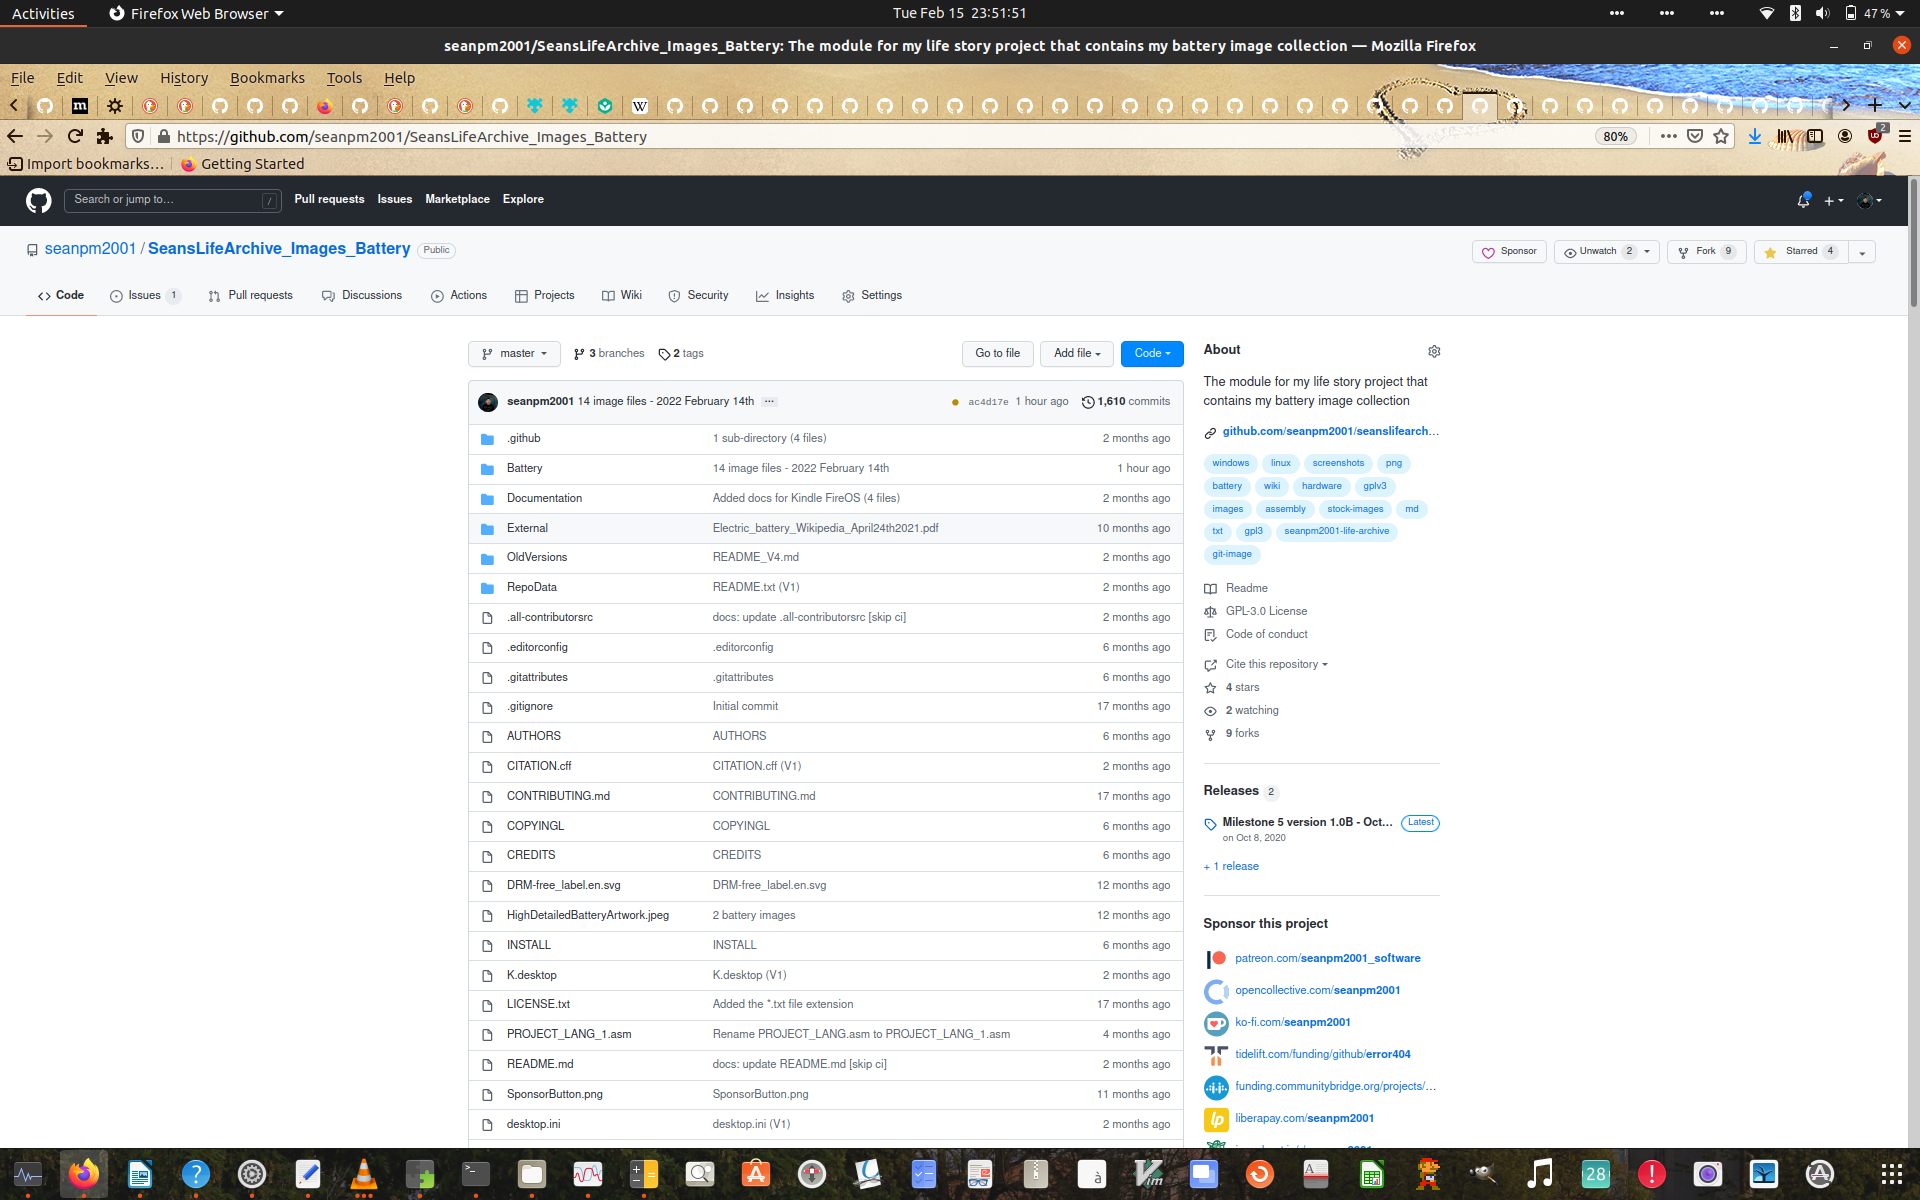 Activities Firefox Web Browser Tue Feb 15 23:51:51 47 %
seanpm2001/SeansLifeArchive_Images_Battery: The module for my life story project that contains my battery image collection — Mozilla Firefox
File Edit View History Bookmarks Tools Help
https://github.com/seanpm2001/SeansLifeArchive_Images_Battery 80% 2
Import bookmarks… Getting Started
Search or jump to… / Pull requests Issues Marketplace Explore
seanpm2001 / SeansLifeArchive_Images_Battery Public Sponsor Unwatch 2 Fork 9 Starred 4
Code Issues 1 Pull requests Discussions Actions Projects Wiki Security Insights Settings
master 3 branches 2 tags Go to file Add file Code
seanpm2001 14 image files - 2022 February 14th … ac4d17e 1 hour ago 1,610 commits
.github 1 sub-directory (4 files) 2 months ago
Battery 14 image files - 2022 February 14th 1 hour ago
Documentation Added docs for Kindle FireOS (4 files) 2 months ago
External Electric_battery_Wikipedia_April24th2021.pdf 10 months ago
OldVersions README_V4.md 2 months ago
RepoData README.txt (V1) 2 months ago
.all-contributorsrc docs: update .all-contributorsrc [skip ci] 2 months ago
.editorconfig .editorconfig 6 months ago
.gitattributes .gitattributes 6 months ago
.gitignore Initial commit 17 months ago
AUTHORS AUTHORS 6 months ago
CITATION.cff CITATION.cff (V1) 2 months ago
CONTRIBUTING.md CONTRIBUTING.md 17 months ago
COPYINGL COPYINGL 6 months ago
CREDITS CREDITS 6 months ago
DRM-free_label.en.svg DRM-free_label.en.svg 12 months ago
HighDetailedBatteryArtwork.jpeg 2 battery images 12 months ago
INSTALL INSTALL 6 months ago
K.desktop K.desktop (V1) 2 months ago
LICENSE.txt Added the *.txt file extension 17 months ago
PROJECT_LANG_1.asm Rename PROJECT_LANG.asm to PROJECT_LANG_1.asm 4 months ago
README.md docs: update README.md [skip ci] 2 months ago
SponsorButton.png SponsorButton.png 11 months ago
desktop.ini desktop.ini (V1) 2 months ago
About
The module for my life story project that
contains my battery image collection
github.com/seanpm2001/seanslifearch…
windows linux screenshots png
battery wiki hardware gplv3
images assembly stock-images md
txt gpl3 seanpm2001-life-archive
git-image
Readme
GPL-3.0 License
Code of conduct
Cite this repository
4 stars
2 watching
9 forks
Releases 2
Milestone 5 version 1.0B - Oct… Latest
on Oct 8, 2020
+ 1 release
Sponsor this project
patreon.com/seanpm2001_software
opencollective.com/seanpm2001
ko-fi.com/seanpm2001
tidelift.com/funding/github/error404
funding.communitybridge.org/projects/…
liberapay.com/seanpm2001
28